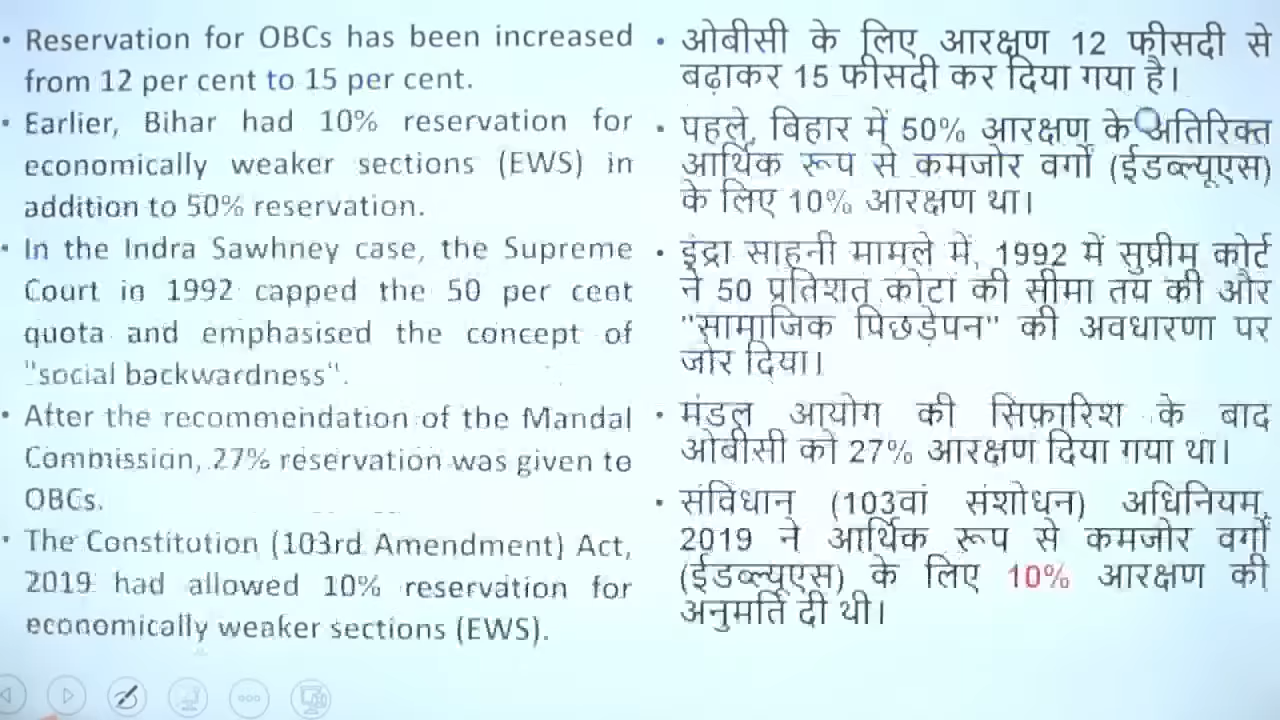 • Reservation for OBCs has been increased
from 12 per cent to 15 per cent.
• Earlier, Bihar had 10% reservation for
economically weaker sections (EWS) in
addition to 50% reservation.
• In the Indra Sawhney case, the Supreme
Court in 1992 capped the 50 per cent
quota and emphasised the concept of
"social backwardness".
• After the recommendation of the Mandal
Commission, 27% reservation was given to
OBCs.
• The Constitution (103rd Amendment) Act,
2019 had allowed 10% reservation for
economically weaker sections (EWS).
• ओबीसी के लिए आरक्षण 12 फीसदी से
बढ़ाकर 15 फीसदी कर दिया गया है।
• पहले, बिहार में 50% आरक्षण के अतिरिक्त
आर्थिक रूप से कमजोर वर्गों (ईडब्ल्यूएस)
के लिए 10% आरक्षण था।
• इंद्रा साहनी मामले में, 1992 में सुप्रीम कोर्ट
ने 50 प्रतिशत कोटा की सीमा तय की और
"सामाजिक पिछड़ेपन" की अवधारणा पर
जोर दिया।
• मंडल आयोग की सिफ़ारिश के बाद
ओबीसी को 27% आरक्षण दिया गया था।
• संविधान (103वां संशोधन) अधिनियम,
2019 ने आर्थिक रूप से कमजोर वर्गों
(ईडब्ल्यूएस) के लिए 10% आरक्षण की
अनुमति दी थी।